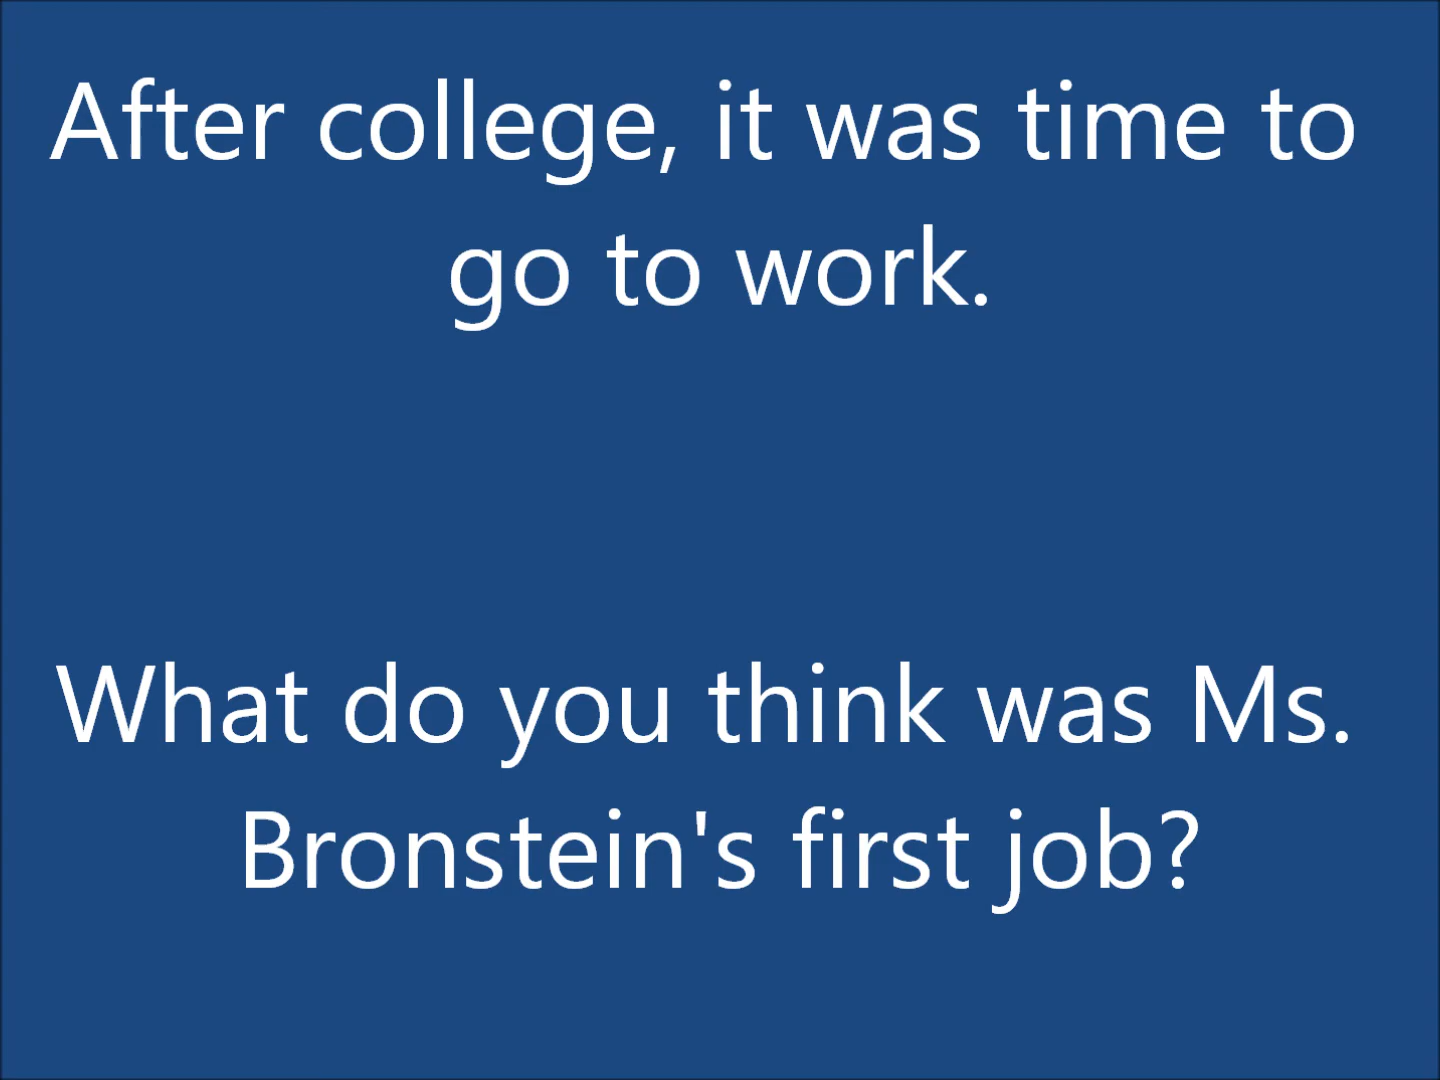 After college, it was time to
go to work.
What do you think was Ms.
Bronstein's first job?